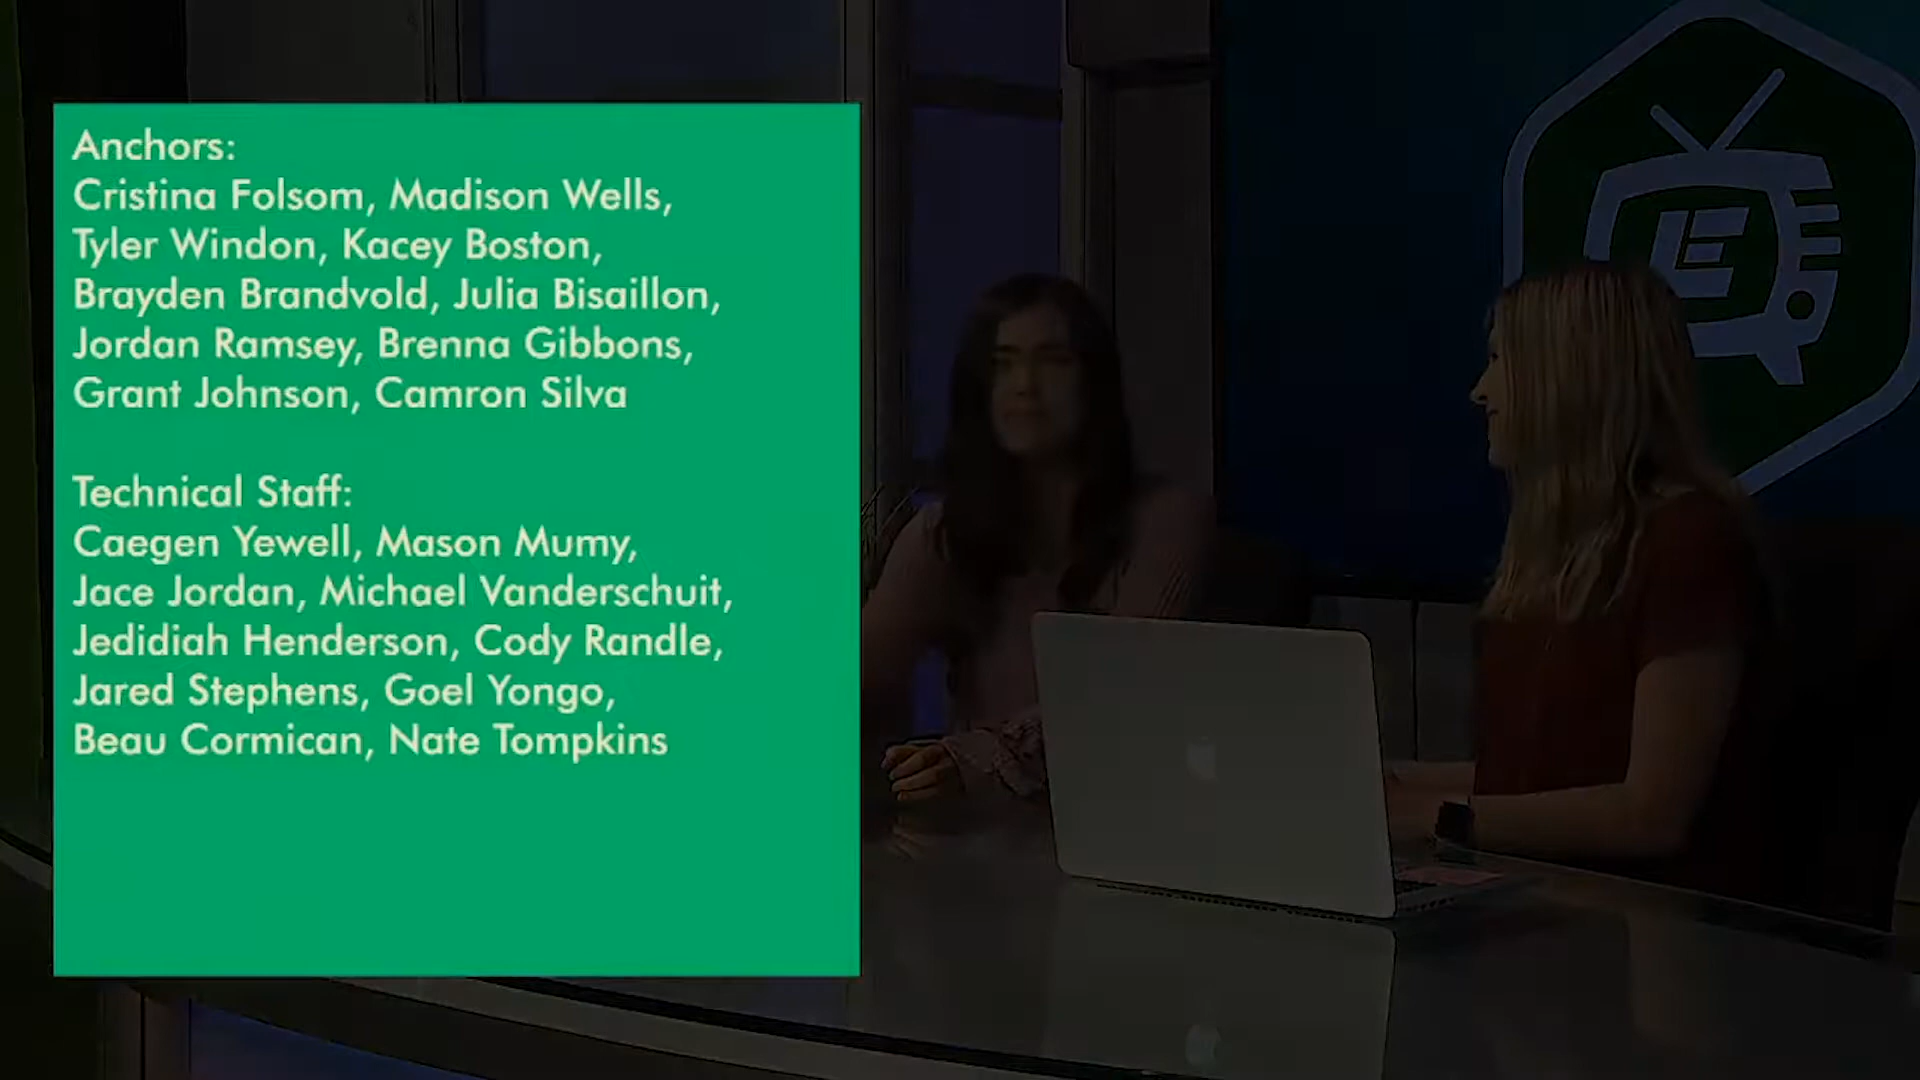 Anchors:
Cristina Folsom, Madison Wells,
Tyler Windon, Kacey Boston,
Brayden Brandvold, Julia Bisaillon,
Jordan Ramsey, Brenna Gibbons,
Grant Johnson, Camron Silva
Technical Staff:
Caegen Yewell, Mason Mumy,
Jace Jordan, Michael Vanderschuit,
Jedidiah Henderson, Cody Randle,
Jared Stephens, Goel Yongo,
Beau Cormican, Nate Tompkins
E